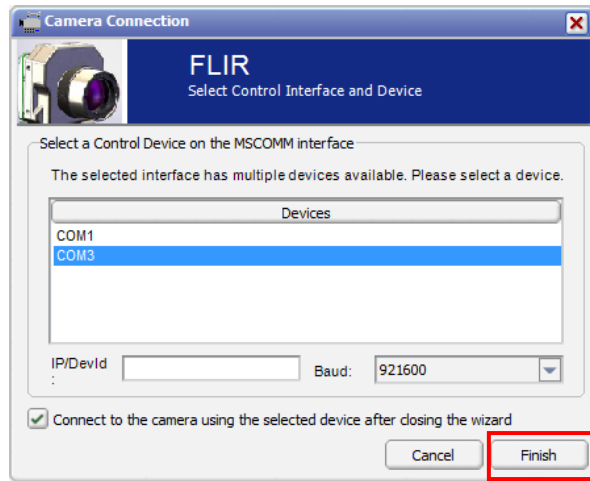 Camera Connection
FLIR
Select Control Interface and Device
Select a Control Device on the MSCOMM interface
The selected interface has multiple devices available. Please select a device.
Devices
COM1
COM3
IP/DevId
:
Baud:
921600
Connect to the camera using the selected device after closing the wizard
Cancel
Finish